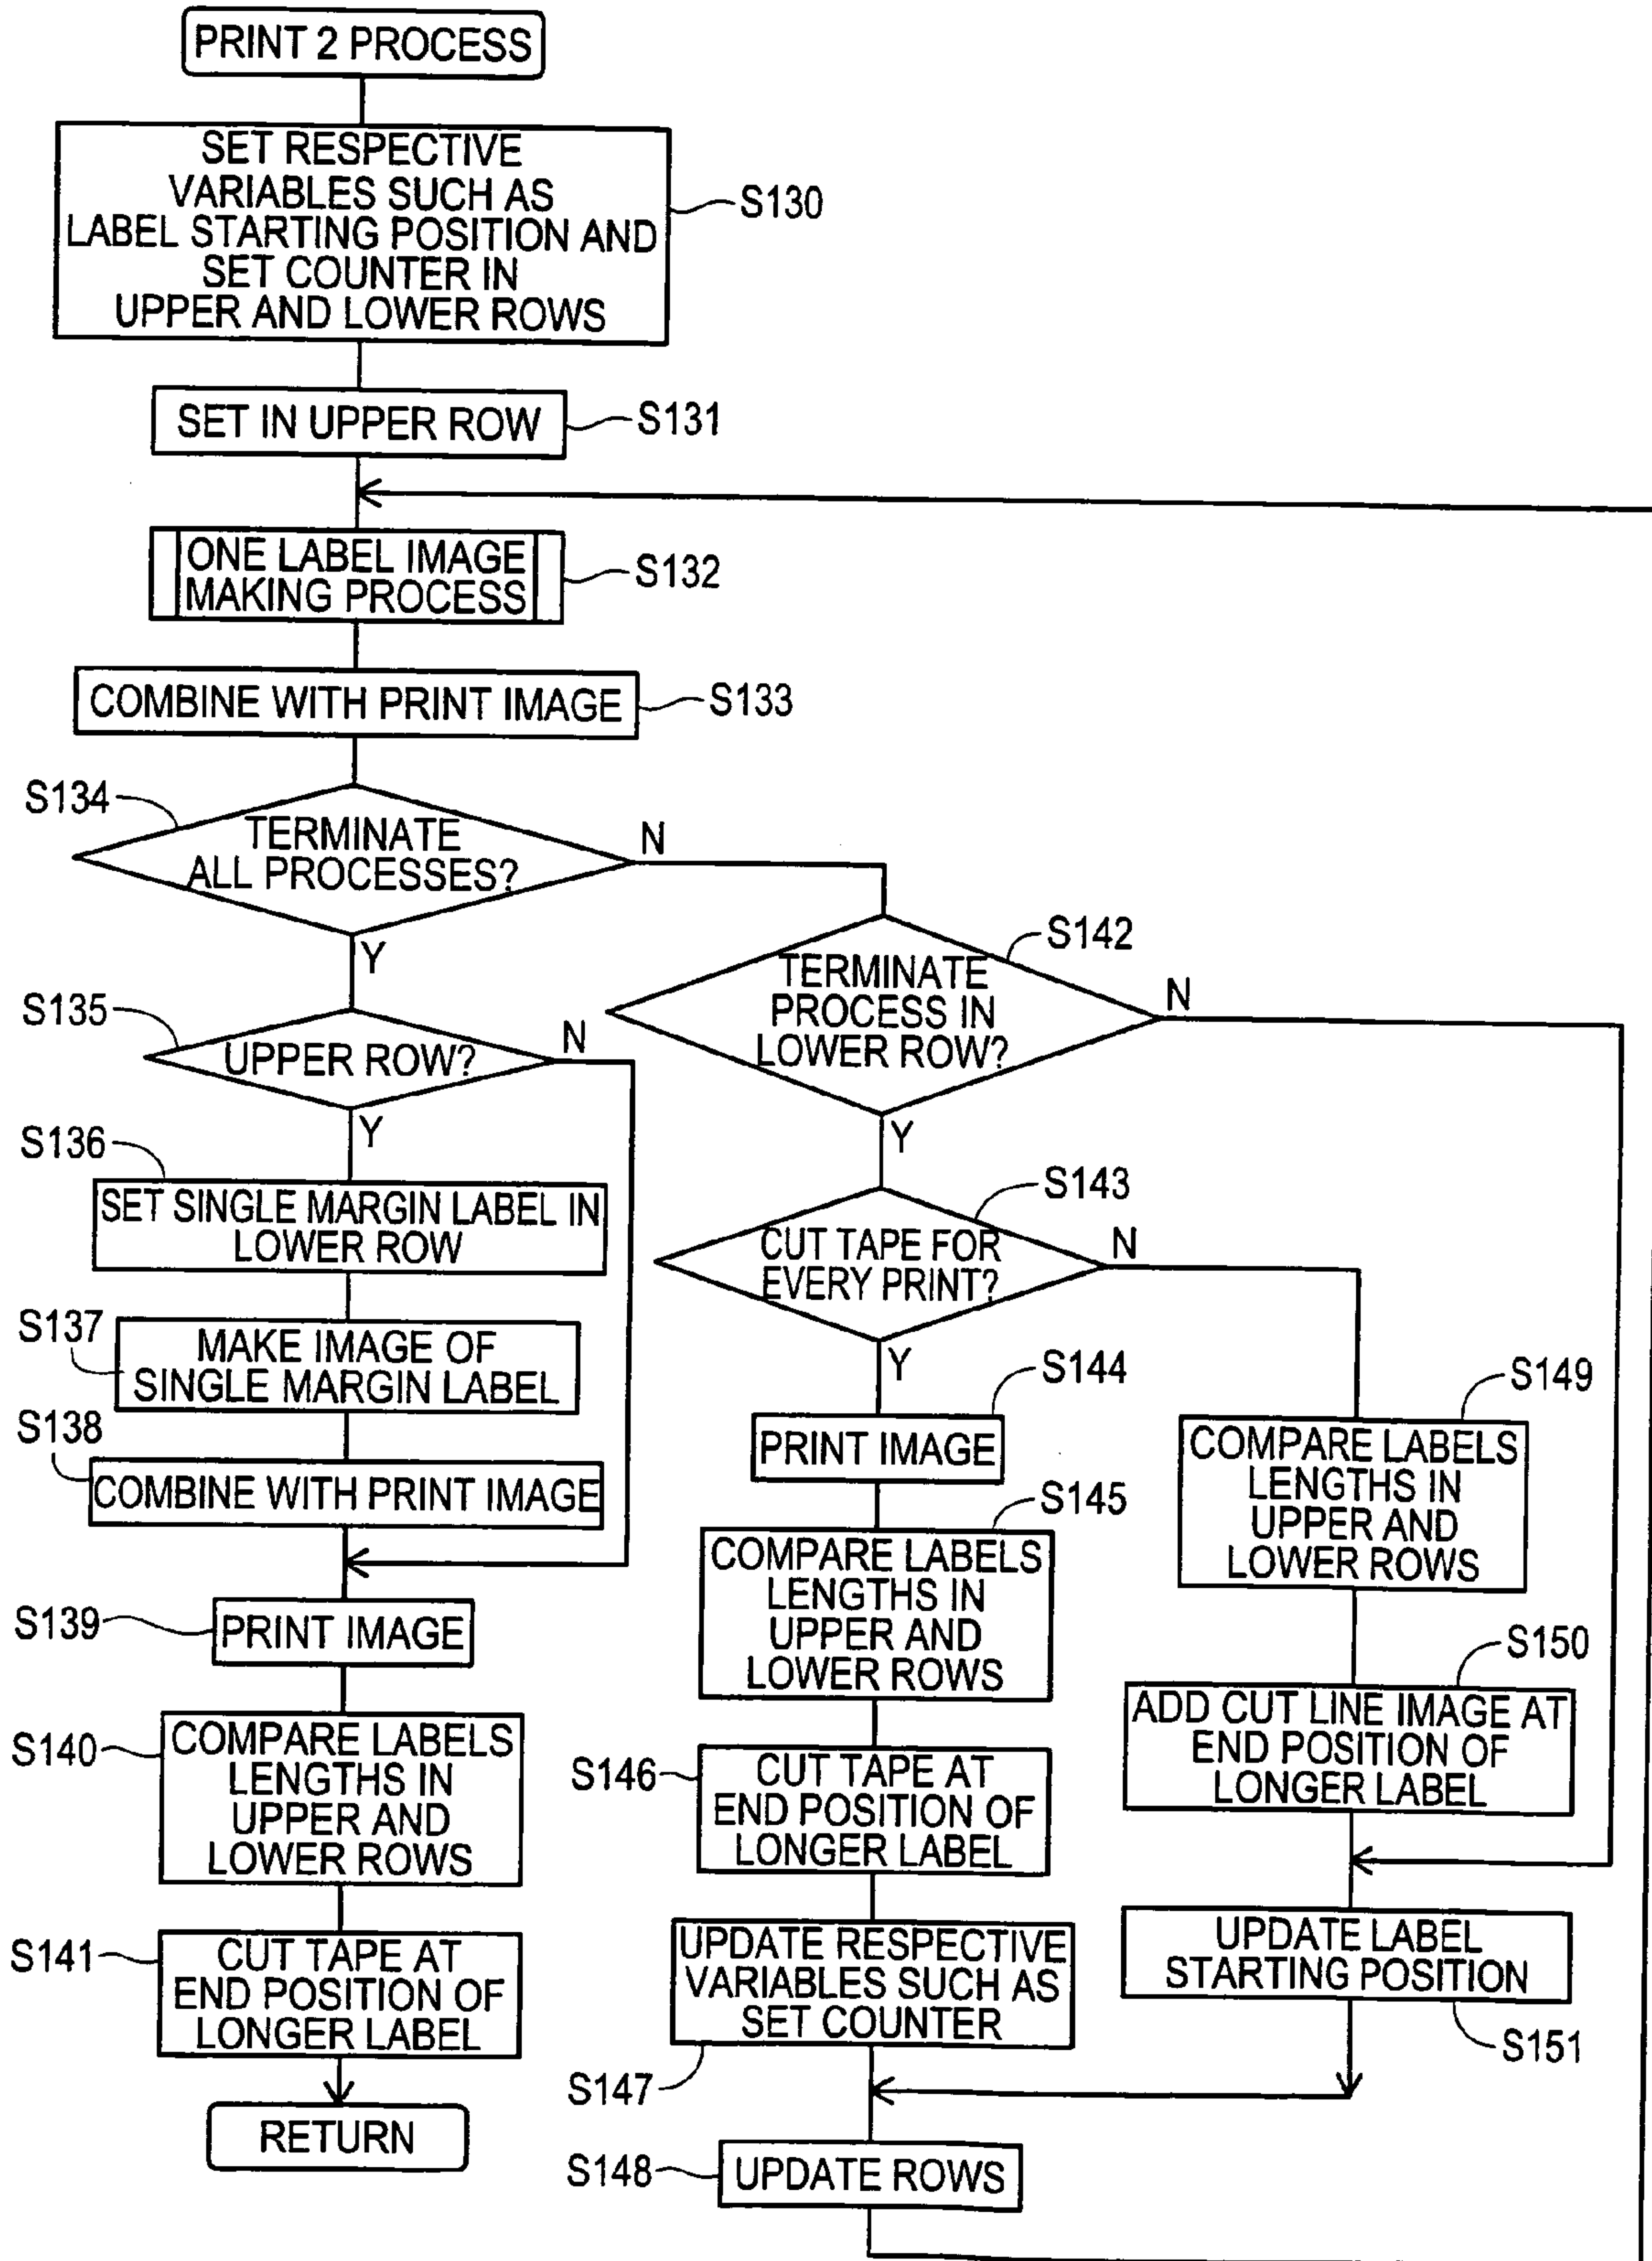 PRINT 2 PROCESS
SET RESPECTIVE
VARIABLES SUCH AS
LABEL STARTING POSITION AND
SET COUNTER IN
UPPER AND LOWER ROWS
S130
SET IN UPPER ROW
S131
ONE LABEL IMAGE
MAKING PROCESS
S132
COMBINE WITH PRINT IMAGE
S133
S134
TERMINATE
ALL PROCESSES?
N
Y
S135
UPPER ROW?
N
Y
S136
SET SINGLE MARGIN LABEL IN
LOWER ROW
S137
MAKE IMAGE OF
SINGLE MARGIN LABEL
S138
COMBINE WITH PRINT IMAGE
S139
PRINT IMAGE
S140
COMPARE LABELS
LENGTHS IN
UPPER AND
LOWER ROWS
S141
CUT TAPE AT
END POSITION OF
LONGER LABEL
RETURN
S142
TERMINATE
PROCESS IN
LOWER ROW?
N
Y
S143
CUT TAPE FOR
EVERY PRINT?
N
Y
S144
PRINT IMAGE
S145
COMPARE LABELS
LENGTHS IN
UPPER AND
LOWER ROWS
S146
CUT TAPE AT
END POSITION OF
LONGER LABEL
UPDATE RESPECTIVE
VARIABLES SUCH AS
SET COUNTER
S147
S148
UPDATE ROWS
S149
COMPARE LABELS
LENGTHS IN
UPPER AND
LOWER ROWS
S150
ADD CUT LINE IMAGE AT
END POSITION OF
LONGER LABEL
UPDATE LABEL
STARTING POSITION
S151